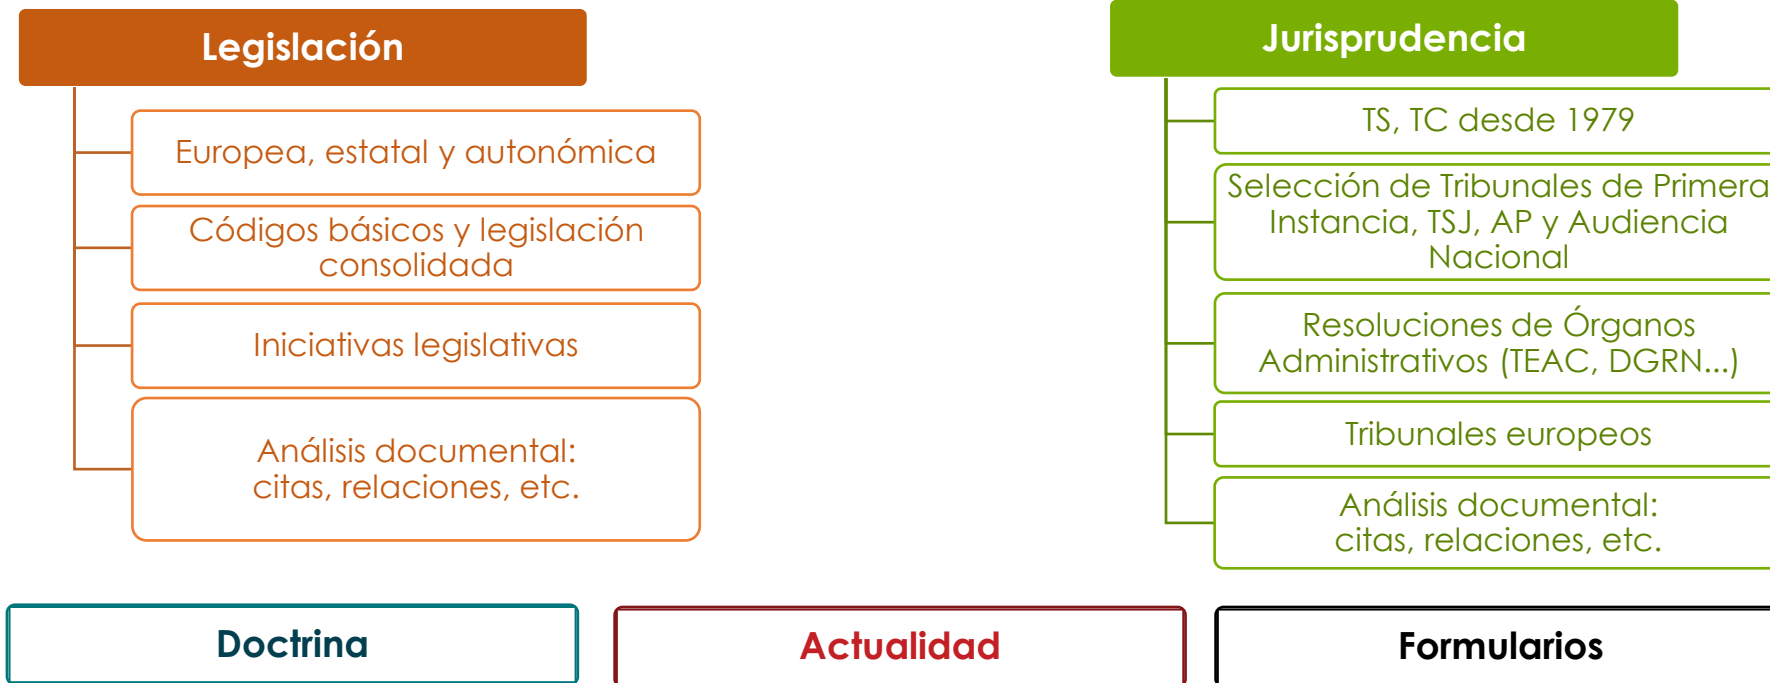 Legislación
Europea, estatal y autonómica
Códigos básicos y legislación
consolidada
Iniciativas legislativas
Análisis documental:
citas, relaciones, etc.
Jurisprudencia
TS, TC desde 1979
Selección de Tribunales de Primera
Instancia, TSJ, AP y Audiencia
Nacional
Resoluciones de Órganos
Administrativos (TEAC, DGRN...)
Tribunales europeos
Análisis documental:
citas, relaciones, etc.
Doctrina
Actualidad
Formularios